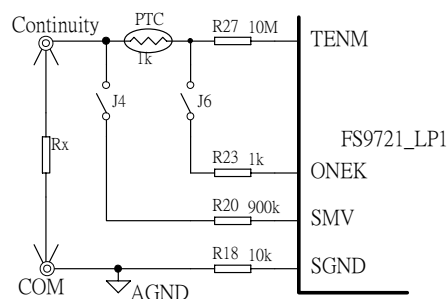 Continuity
PTC
1k
R27 10M
TENM
J4
J6
FS9721_LP1
Rx
R23 1k
ONEK
R20 900k
SMV
R18 10k
SGND
COM
AGND